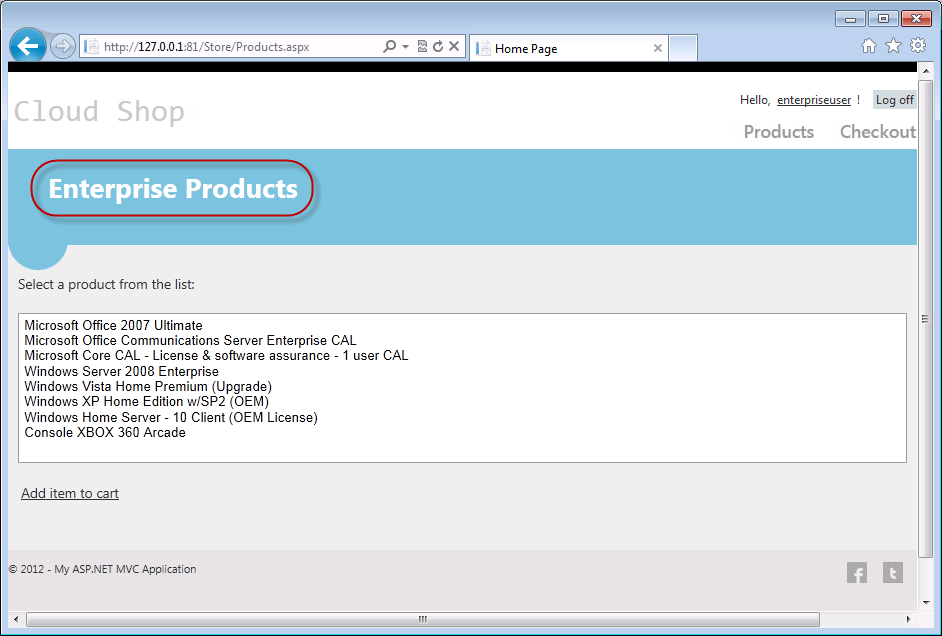 http://127.0.0.1:81/Store/Products.aspx
Home Page
Cloud Shop
Hello, enterpriseuser ! Log off
Products Checkout
Enterprise Products
Select a product from the list:
Microsoft Office 2007 Ultimate
Microsoft Office Communications Server Enterprise CAL
Microsoft Core CAL - License & software assurance - 1 user CAL
Windows Server 2008 Enterprise
Windows Vista Home Premium (Upgrade)
Windows XP Home Edition w/SP2 (OEM)
Windows Home Server - 10 Client (OEM License)
Console XBOX 360 Arcade
Add item to cart
© 2012 - My ASP.NET MVC Application